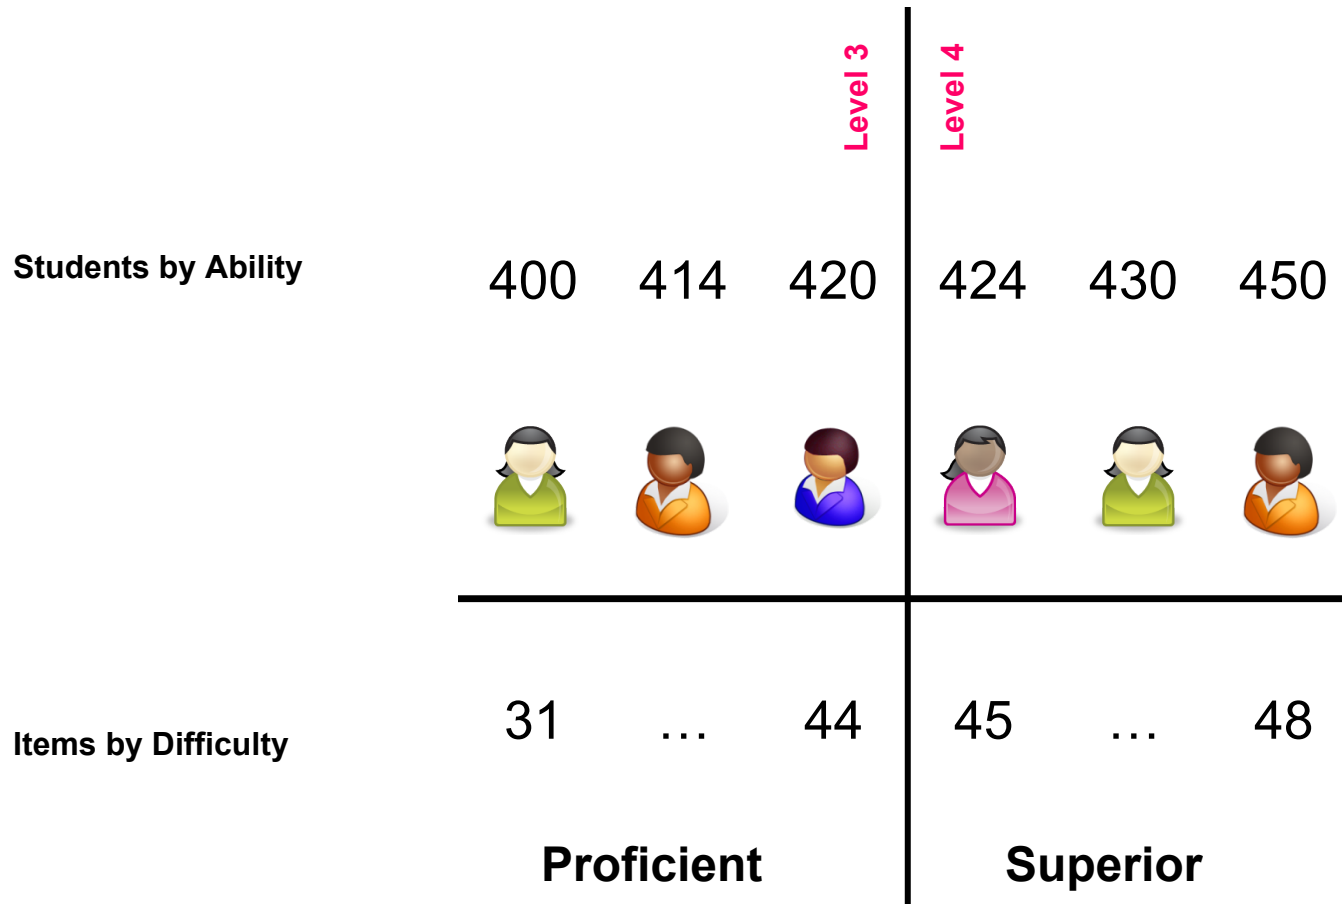 Level 3
Level 4
Students by Ability
400 414 420 424 430 450
31 … 44 45 … 48
Items by Difficulty
Proficient Superior